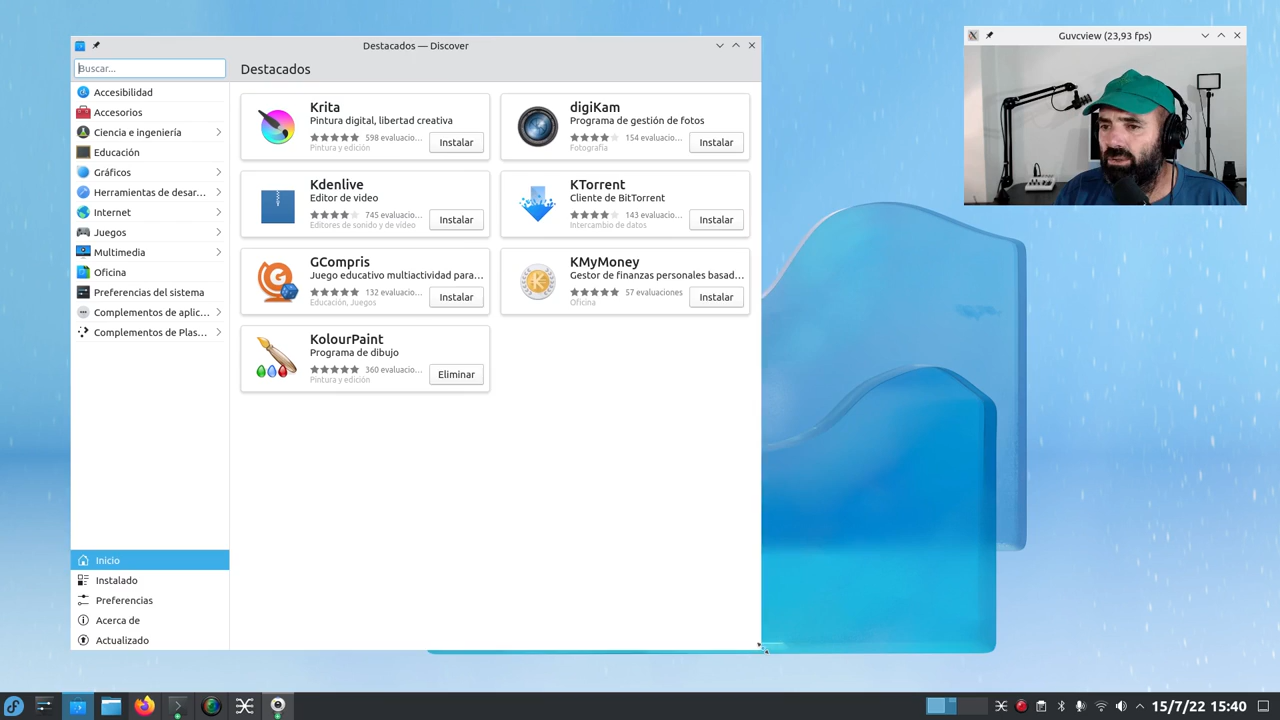 Destacados — Discover
Guvcview (23,93 fps)
Buscar...
Destacados
Accesibilidad
Accesorios
Ciencia e ingeniería
Educación
Gráficos
Herramientas de desar...
Internet
Juegos
Multimedia
Oficina
Preferencias del sistema
Complementos de aplic...
Complementos de Plas...
Krita
Pintura digital, libertad creativa
598 evaluacio...
Pintura y edición
Instalar
digiKam
Programa de gestión de fotos
154 evaluacio...
Fotografía
Instalar
Kdenlive
Editor de video
745 evaluacio...
Editores de sonido y de video
Instalar
KTorrent
Cliente de BitTorrent
143 evaluacio...
Intercambio de datos
Instalar
GCompris
Juego educativo multiactividad para...
132 evaluacio...
Educación, Juegos
Instalar
KMyMoney
Gestor de finanzas personales basad...
57 evaluaciones
Oficina
Instalar
KolourPaint
Programa de dibujo
360 evaluacio...
Pintura y edición
Eliminar
Inicio
Instalado
Preferencias
Acerca de
Actualizado
15/7/22 15:40